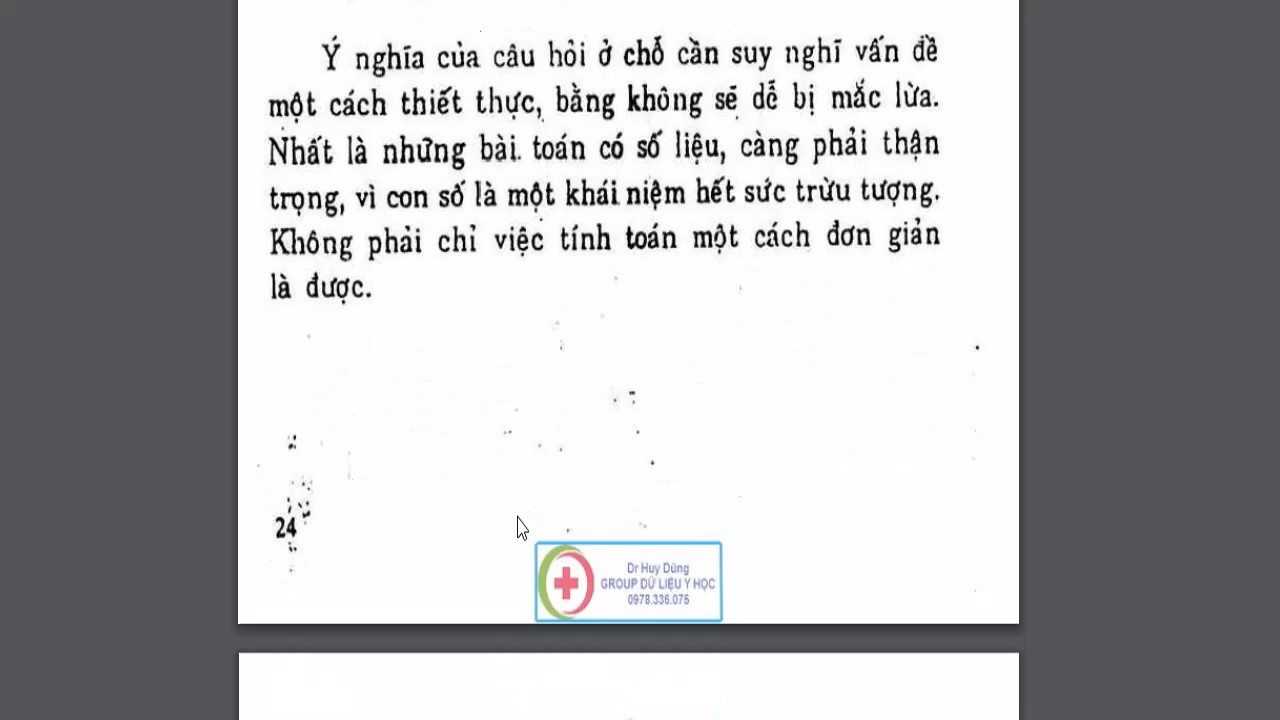 Ý nghĩa của câu hỏi ở chỗ cần suy nghĩ vấn đề
một cách thiết thực, bằng không sẽ dễ bị mắc lừa.
Nhất là những bài toán có số liệu, càng phải thận
trọng, vì con số là một khái niệm hết sức trừu tượng.
Không phải chỉ việc tính toán một cách đơn giản
là được.
24
Dr Huy Dũng
GROUP DỮ LIỆU Y HỌC
0978.336.075